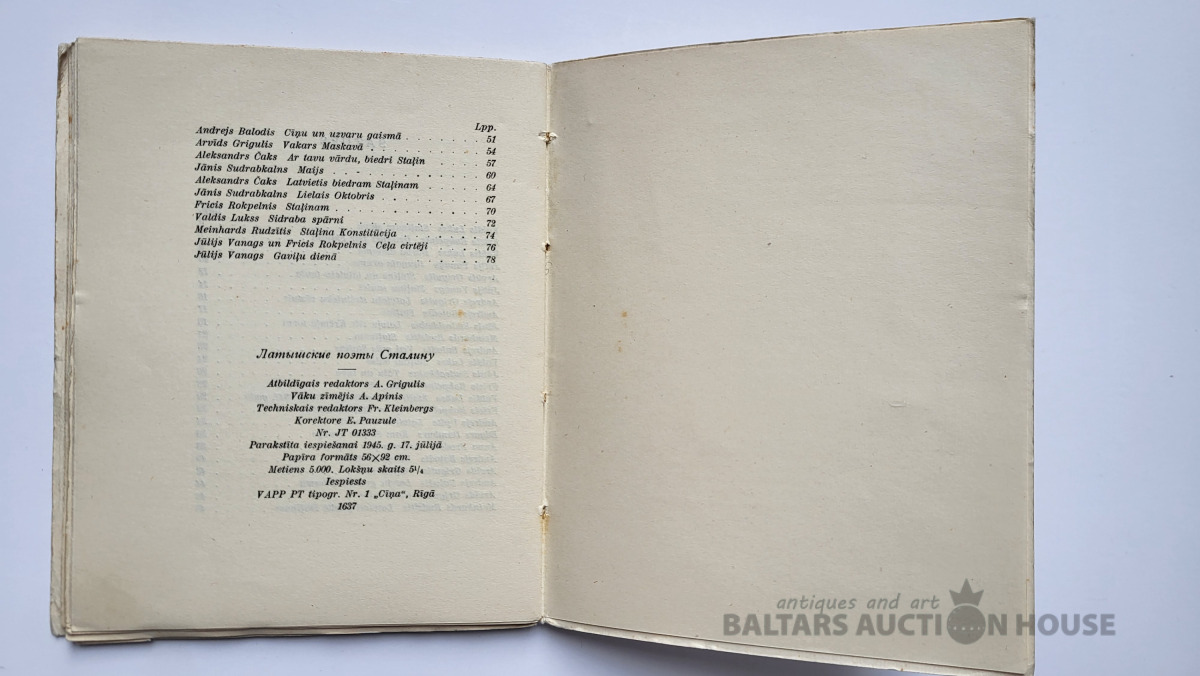 Lpp.
Andrejs Balodis Cīņu un uzvaru gaismā . . . . . . . 51
Arvīds Grigulis Vakars Maskavā . . . . . . . . . . 54
Aleksandrs Čaks Ar tavu vārdu, biedri Staļin . . . . . 57
Jānis Sudrabkalns Maijs . . . . . . . . . . . . 60
Aleksandrs Čaks Latvietis biedram Staļinam . . . . . . 64
Jānis Sudrabkalns Lielais Oktobris . . . . . . . . . 67
Fricis Rokpelnis Staļinam . . . . . . . . . . . 70
Valdis Lukss Sidraba spārni . . . . . . . . . . . 72
Meinhards Rudzītis Staļina Konstitūcija . . . . . . . 74
Jūlijs Vanags un Fricis Rokpelnis Ceļa cirtēji . . . . . 76
Jūlijs Vanags Gaviļu dienā . . . . . . . . . . . 78
Латышские поэты Сталину
Atbildīgais redaktors A. Grigulis
Vāku zīmējis A. Apinis
Techniskais redaktors Fr. Kleinbergs
Korektore E. Pauzule
Nr. JT 01333
Parakstīta iespiešanai 1945. g. 17. jūlijā
Papīra formāts 56×92 cm.
Metiens 5.000. Lokšņu skaits 5¹/₄
Iespiests
VAPP PT tipogr. Nr. 1 „Cīņa“, Rīgā
1637
antiques and art
BALTARS AUCTION HOUSE